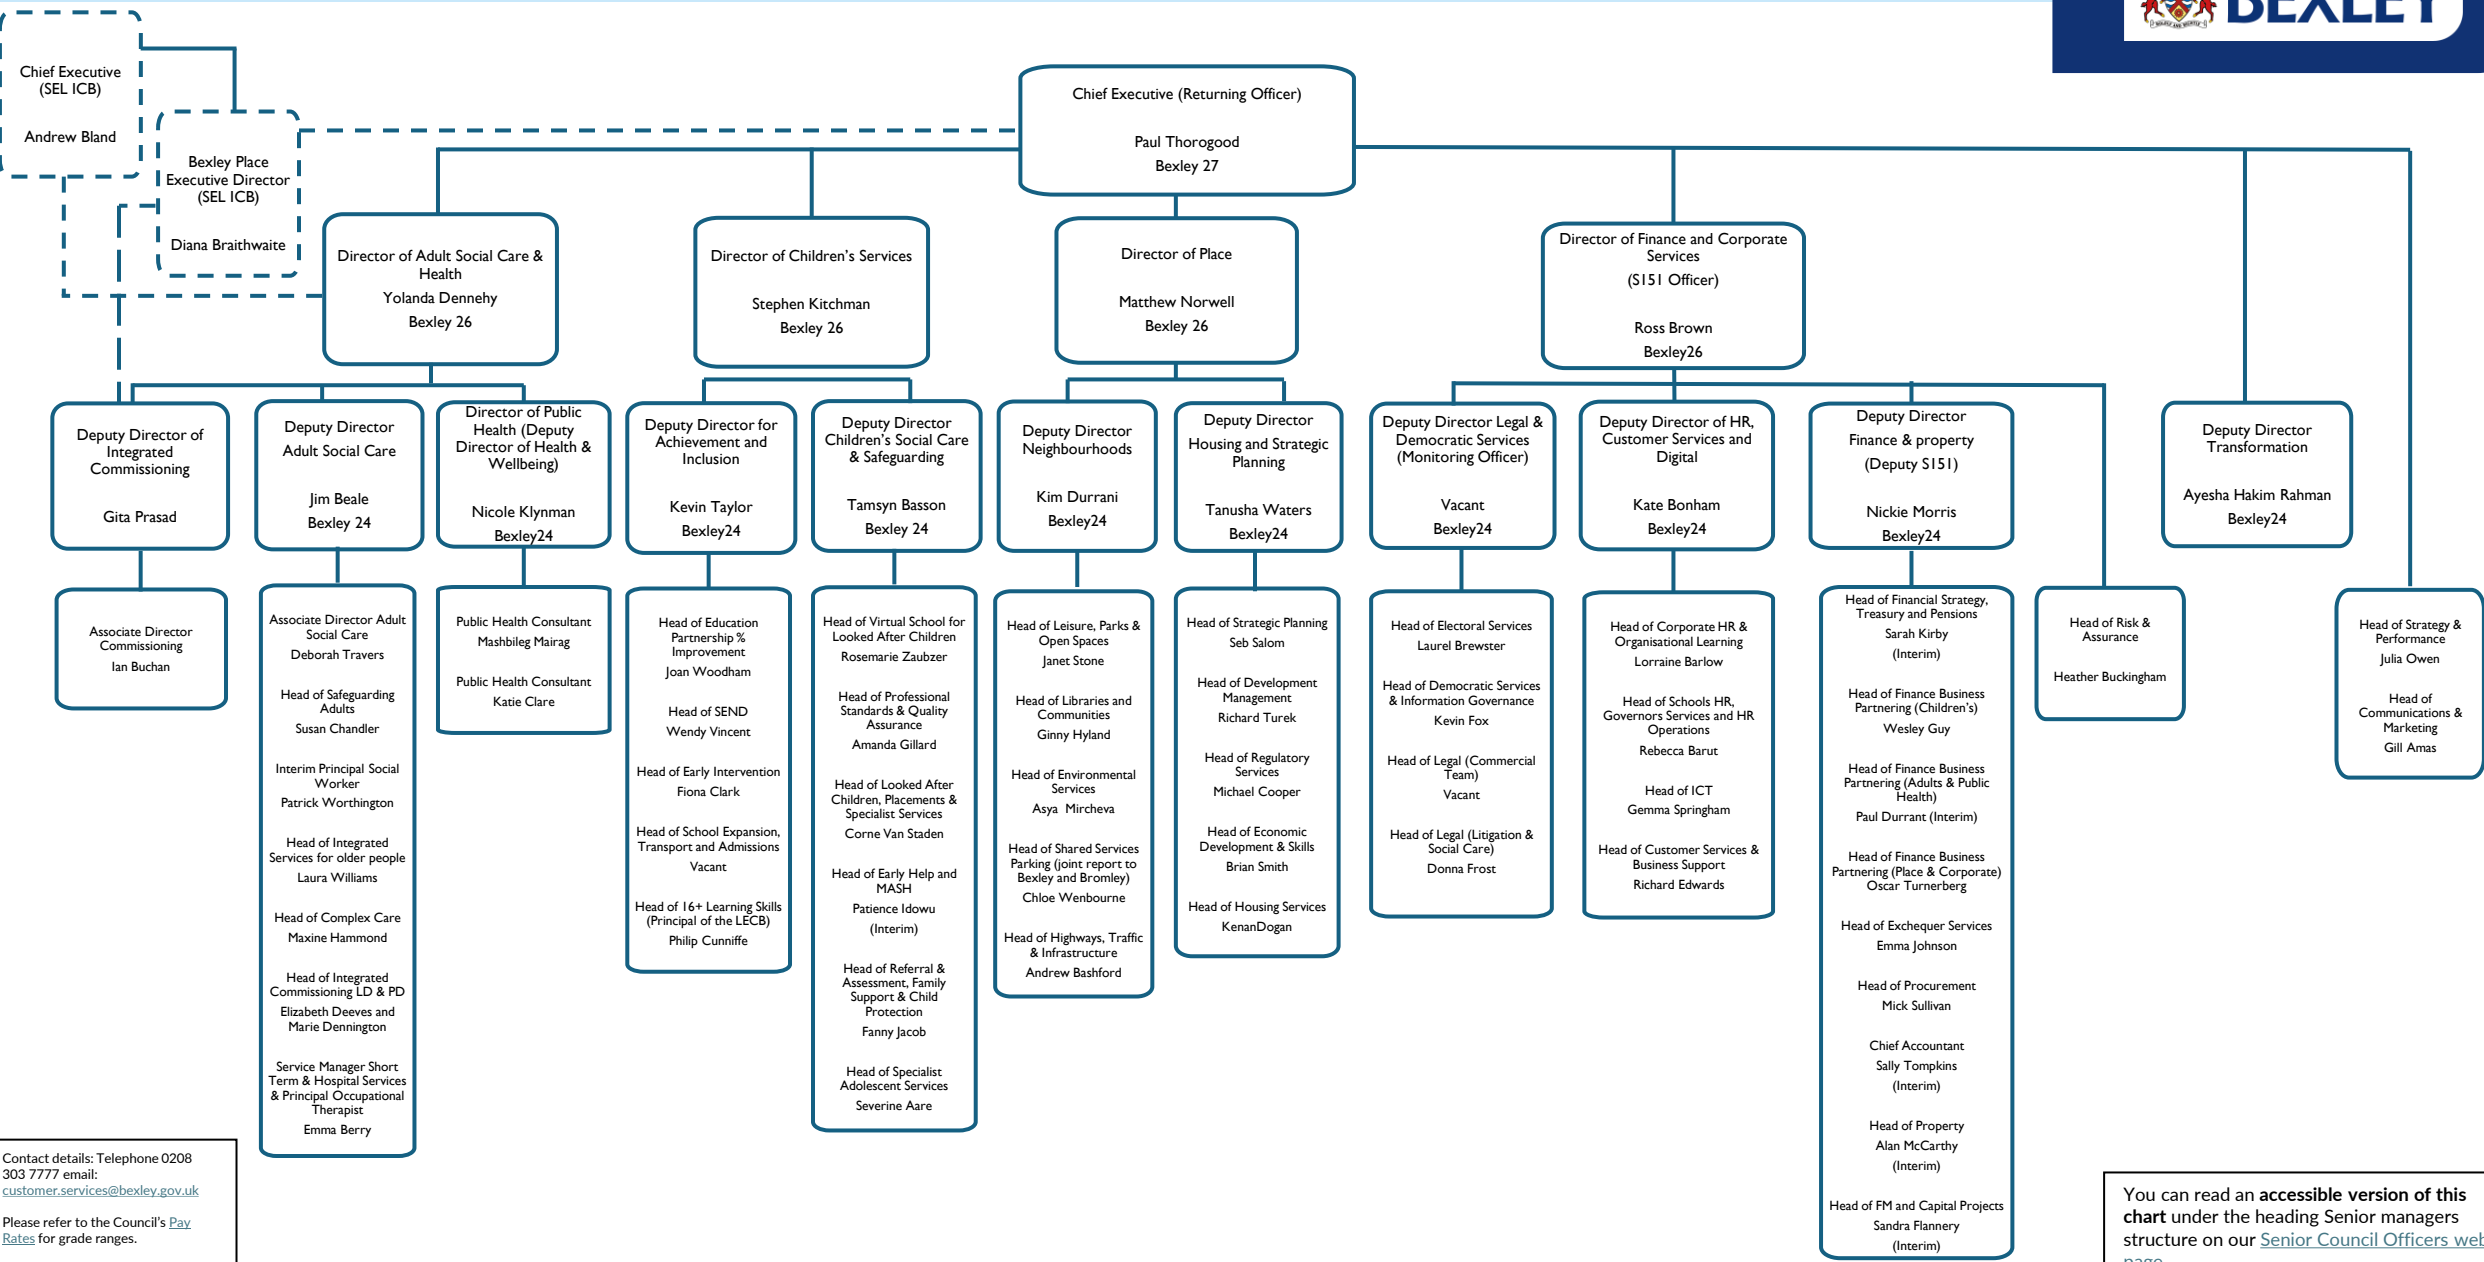 BEXLEY
Chief Executive
(SEL ICB)
Andrew Bland
Bexley Place
Executive Director
(SEL ICB)
Diana Braithwaite
Chief Executive (Returning Officer)
Paul Thorogood
Bexley 27
Director of Adult Social Care &
Health
Yolanda Dennehy
Bexley 26
Director of Children's Services
Stephen Kitchman
Bexley 26
Director of Place
Matthew Norwell
Bexley 26
Director of Finance and Corporate
Services
(S151 Officer)
Ross Brown
Bexley26
Deputy Director of
Integrated
Commissioning
Gita Prasad
Deputy Director
Adult Social Care
Jim Beale
Bexley 24
Director of Public
Health (Deputy
Director of Health &
Wellbeing)
Nicole Klynman
Bexley24
Deputy Director for
Achievement and
Inclusion
Kevin Taylor
Bexley24
Deputy Director
Children's Social Care
& Safeguarding
Tamsyn Basson
Bexley 24
Deputy Director
Neighbourhoods
Kim Durrani
Bexley24
Deputy Director
Housing and Strategic
Planning
Tanusha Waters
Bexley24
Deputy Director Legal &
Democratic Services
(Monitoring Officer)
Vacant
Bexley24
Deputy Director of HR,
Customer Services and
Digital
Kate Bonham
Bexley24
Deputy Director
Finance & property
(Deputy S151)
Nickie Morris
Bexley24
Deputy Director
Transformation
Ayesha Hakim Rahman
Bexley24
Associate Director
Commissioning
Ian Buchan
Associate Director Adult
Social Care
Deborah Travers
Head of Safeguarding
Adults
Susan Chandler
Interim Principal Social
Worker
Patrick Worthington
Head of Integrated
Services for older people
Laura Williams
Head of Complex Care
Maxine Hammond
Head of Integrated
Commissioning LD & PD
Elizabeth Deeves and
Marie Dennington
Service Manager Short
Term & Hospital Services
& Principal Occupational
Therapist
Emma Berry
Public Health Consultant
Mashbileg Mairag
Public Health Consultant
Katie Clare
Head of Education
Partnership %
Improvement
Joan Woodham
Head of SEND
Wendy Vincent
Head of Early Intervention
Fiona Clark
Head of School Expansion,
Transport and Admissions
Vacant
Head of 16+ Learning Skills
(Principal of the LECB)
Philip Cunniffe
Head of Virtual School for
Looked After Children
Rosemarie Zaubzer
Head of Professional
Standards & Quality
Assurance
Amanda Gillard
Head of Looked After
Children, Placements &
Specialist Services
Corne Van Staden
Head of Early Help and
MASH
Patience Idowu
(Interim)
Head of Referral &
Assessment, Family
Support & Child
Protection
Fanny Jacob
Head of Specialist
Adolescent Services
Severine Aare
Head of Leisure, Parks &
Open Spaces
Janet Stone
Head of Libraries and
Communities
Ginny Hyland
Head of Environmental
Services
Asya Mircheva
Head of Shared Services
Parking (joint report to
Bexley and Bromley)
Chloe Wenbourne
Head of Highways, Traffic
& Infrastructure
Andrew Bashford
Head of Strategic Planning
Seb Salom
Head of Development
Management
Richard Turek
Head of Regulatory
Services
Michael Cooper
Head of Economic
Development & Skills
Brian Smith
Head of Housing Services
KenanDogan
Head of Electoral Services
Laurel Brewster
Head of Democratic Services
& Information Governance
Kevin Fox
Head of Legal (Commercial
Team)
Vacant
Head of Legal (Litigation &
Social Care)
Donna Frost
Head of Corporate HR &
Organisational Learning
Lorraine Barlow
Head of Schools HR,
Governors Services and HR
Operations
Rebecca Barut
Head of ICT
Gemma Springham
Head of Customer Services &
Business Support
Richard Edwards
Head of Financial Strategy,
Treasury and Pensions
Sarah Kirby
(Interim)
Head of Finance Business
Partnering (Children's)
Wesley Guy
Head of Finance Business
Partnering (Adults & Public
Health)
Paul Durrant (Interim)
Head of Finance Business
Partnering (Place & Corporate)
Oscar Turnerberg
Head of Exchequer Services
Emma Johnson
Head of Procurement
Mick Sullivan
Chief Accountant
Sally Tompkins
(Interim)
Head of Property
Alan McCarthy
(Interim)
Head of FM and Capital Projects
Sandra Flannery
(Interim)
Head of Risk &
Assurance
Heather Buckingham
Head of Strategy &
Performance
Julia Owen
Head of
Communications &
Marketing
Gill Amas
Contact details: Telephone 0208
303 7777 email:
customer.services@bexley.gov.uk
Please refer to the Council's Pay
Rates for grade ranges.
You can read an accessible version of this
chart under the heading Senior managers
structure on our Senior Council Officers web
page